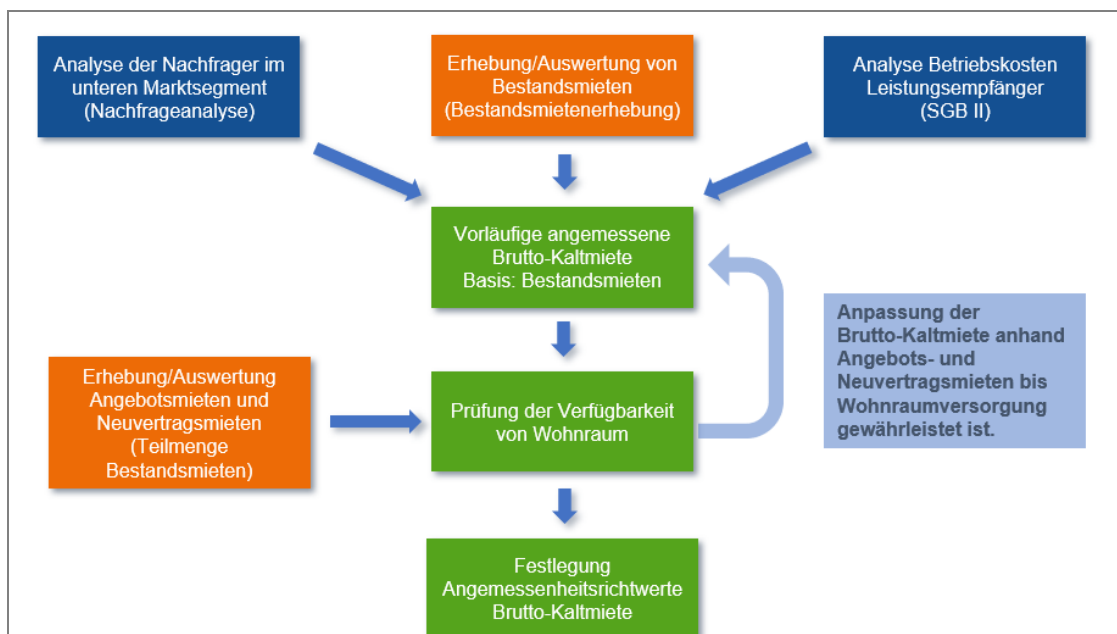 Analyse der Nachfrager im
unteren Marktsegment
(Nachfrageanalyse)
Erhebung/Auswertung von
Bestandsmieten
(Bestandsmietenerhebung)
Analyse Betriebskosten
Leistungsempfänger
(SGB II)
Vorläufige angemessene
Brutto-Kaltmiete
Basis: Bestandsmieten
Anpassung der
Brutto-Kaltmiete anhand
Angebots- und
Neuvertragsmieten bis
Wohnraumversorgung
gewährleistet ist.
Erhebung/Auswertung
Angebotsmieten und
Neuvertragsmieten
(Teilmenge
Bestandsmieten)
Prüfung der Verfügbarkeit
von Wohnraum
Festlegung
Angemessenheitsrichtwerte
Brutto-Kaltmiete